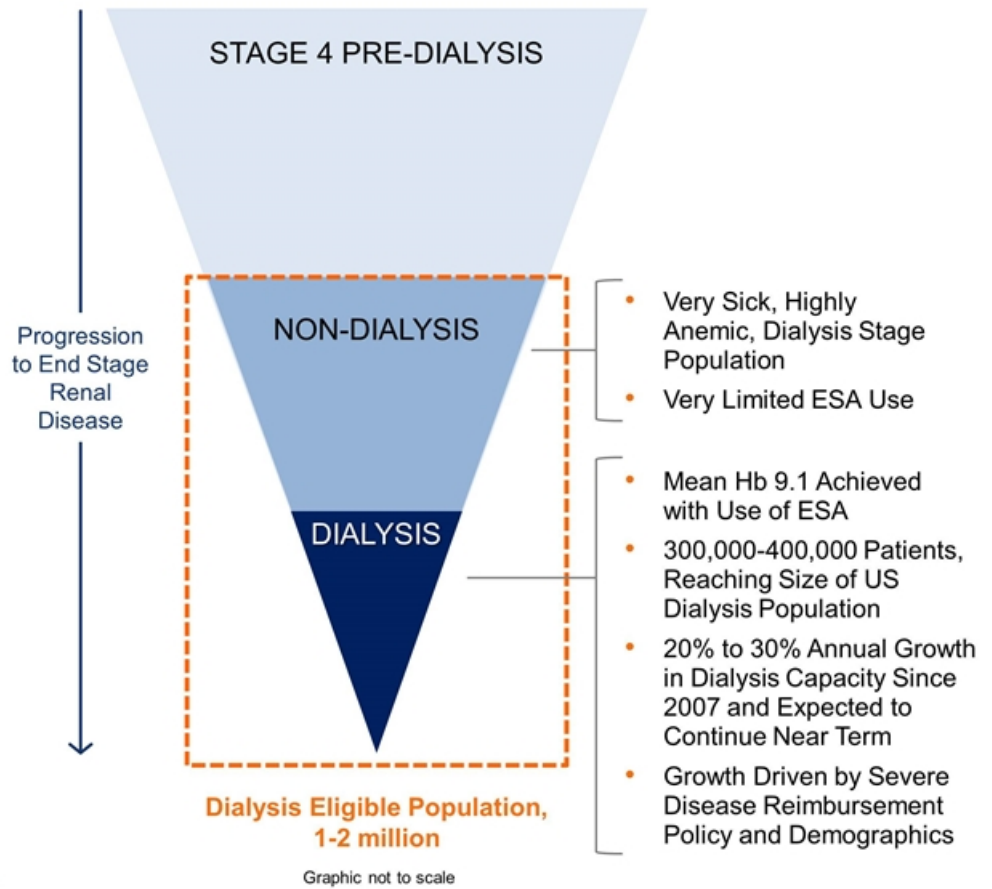 STAGE 4 PRE-DIALYSIS
Progression
to End Stage
Renal
Disease
NON-DIALYSIS
• Very Sick, Highly
Anemic, Dialysis Stage
Population
• Very Limited ESA Use
DIALYSIS
• Mean Hb 9.1 Achieved
with Use of ESA
• 300,000-400,000 Patients,
Reaching Size of US
Dialysis Population
• 20% to 30% Annual Growth
in Dialysis Capacity Since
2007 and Expected to
Continue Near Term
• Growth Driven by Severe
Disease Reimbursement
Policy and Demographics
Dialysis Eligible Population,
1-2 million
Graphic not to scale